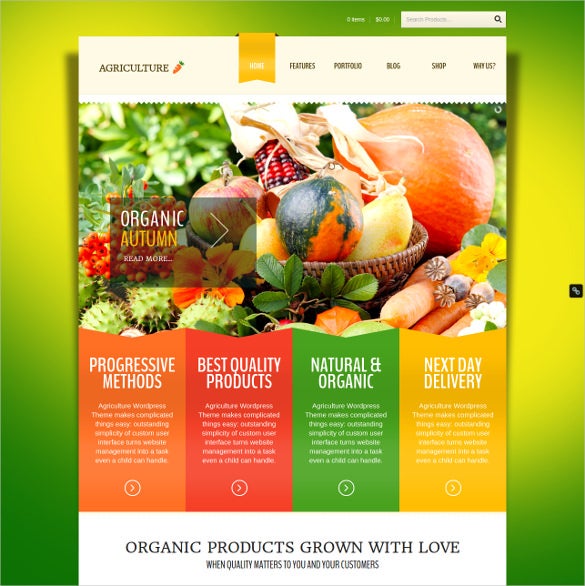 0 items | $0.00
Search Products...
AGRICULTURE
HOME FEATURES PORTFOLIO BLOG SHOP WHY US?
ORGANIC
AUTUMN
READ MORE...
PROGRESSIVE
METHODS
Agriculture Wordpress
Theme makes complicated
things easy: outstanding
simplicity of custom user
interface turns website
management into a task
even a child can handle.
BEST QUALITY
PRODUCTS
Agriculture Wordpress
Theme makes complicated
things easy: outstanding
simplicity of custom user
interface turns website
management into a task
even a child can handle.
NATURAL &
ORGANIC
Agriculture Wordpress
Theme makes complicated
things easy: outstanding
simplicity of custom user
interface turns website
management into a task
even a child can handle.
NEXT DAY
DELIVERY
Agriculture Wordpress
Theme makes complicated
things easy: outstanding
simplicity of custom user
interface turns website
management into a task
even a child can handle.
ORGANIC PRODUCTS GROWN WITH LOVE
WHEN QUALITY MATTERS TO YOU AND YOUR CUSTOMERS